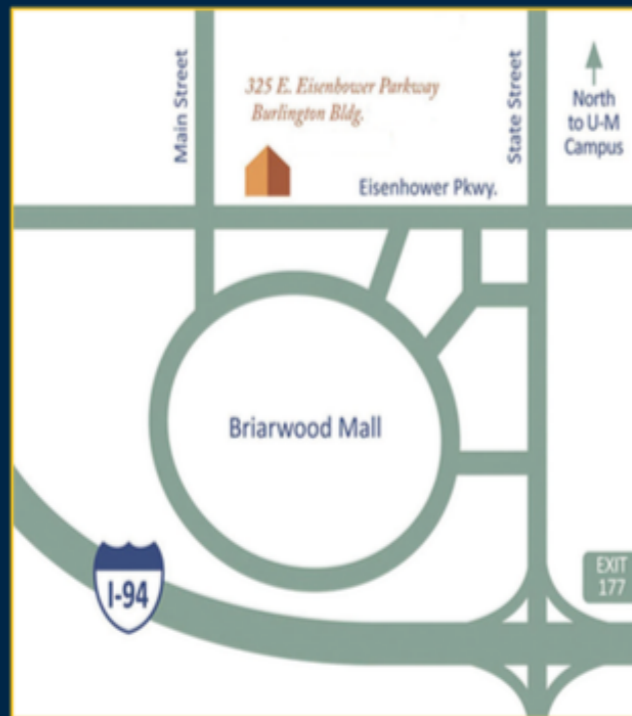 Main Street
325 E. Eisenhower Parkway
Burlington Bldg.
State Street
North
to U-M
Campus
Eisenhower Pkwy.
Briarwood Mall
I-94
EXIT
177